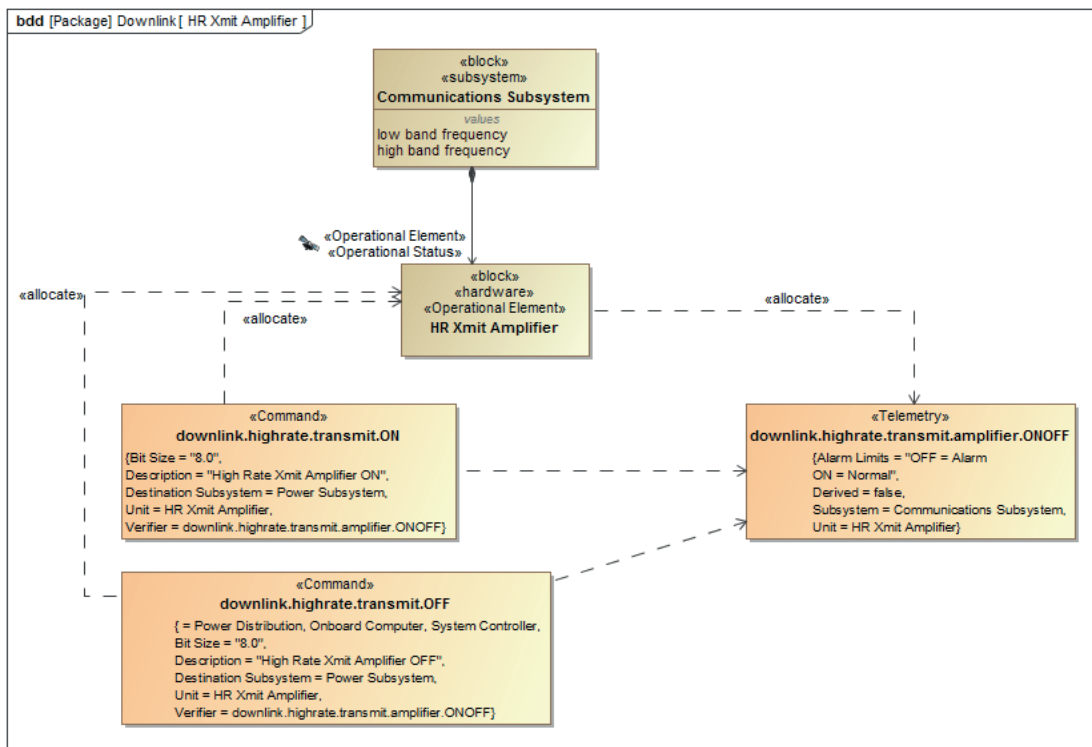 bdd [Package] Downlink [ HR Xmit Amplifier ]
«block»
«subsystem»
Communications Subsystem
values
low band frequency
high band frequency
«Operational Element»
«Operational Status»
«block»
«hardware»
«Operational Element»
HR Xmit Amplifier
«allocate»
«allocate»
«allocate»
«Command»
downlink.highrate.transmit.ON
{Bit Size = "8.0",
Description = "High Rate Xmit Amplifier ON",
Destination Subsystem = Power Subsystem,
Unit = HR Xmit Amplifier,
Verifier = downlink.highrate.transmit.amplifier.ONOFF}
«Telemetry»
downlink.highrate.transmit.amplifier.ONOFF
{Alarm Limits = "OFF = Alarm
ON = Normal",
Derived = false,
Subsystem = Communications Subsystem,
Unit = HR Xmit Amplifier}
«Command»
downlink.highrate.transmit.OFF
{ = Power Distribution, Onboard Computer, System Controller,
Bit Size = "8.0",
Description = "High Rate Xmit Amplifier OFF",
Destination Subsystem = Power Subsystem,
Unit = HR Xmit Amplifier,
Verifier = downlink.highrate.transmit.amplifier.ONOFF}